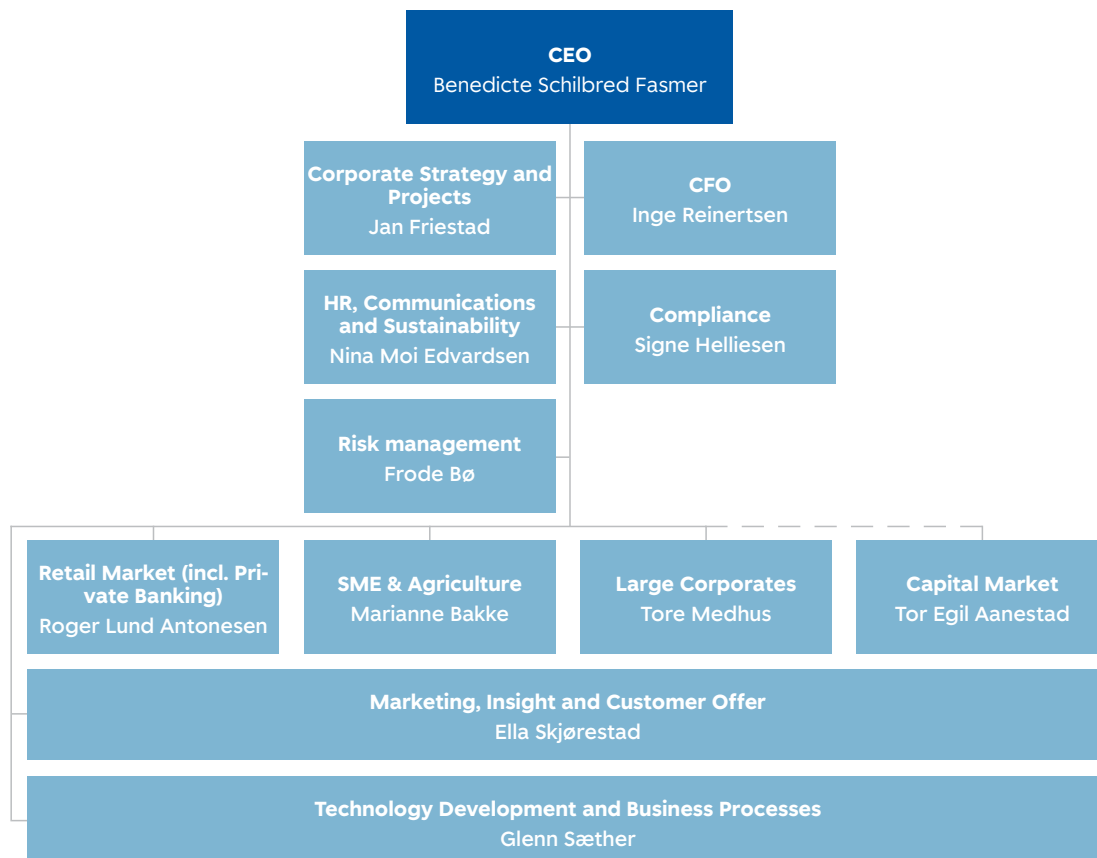 CEO
Benedicte Schilbred Fasmer
Corporate Strategy and
Projects
Jan Friestad
CFO
Inge Reinertsen
HR, Communications
and Sustainability
Nina Moi Edvardsen
Compliance
Signe Helliesen
Risk management
Frode Bø
Retail Market (incl. Pri-
vate Banking)
Roger Lund Antonesen
SME & Agriculture
Marianne Bakke
Large Corporates
Tore Medhus
Capital Market
Tor Egil Aanestad
Marketing, Insight and Customer Offer
Ella Skjørestad
Technology Development and Business Processes
Glenn Sæther